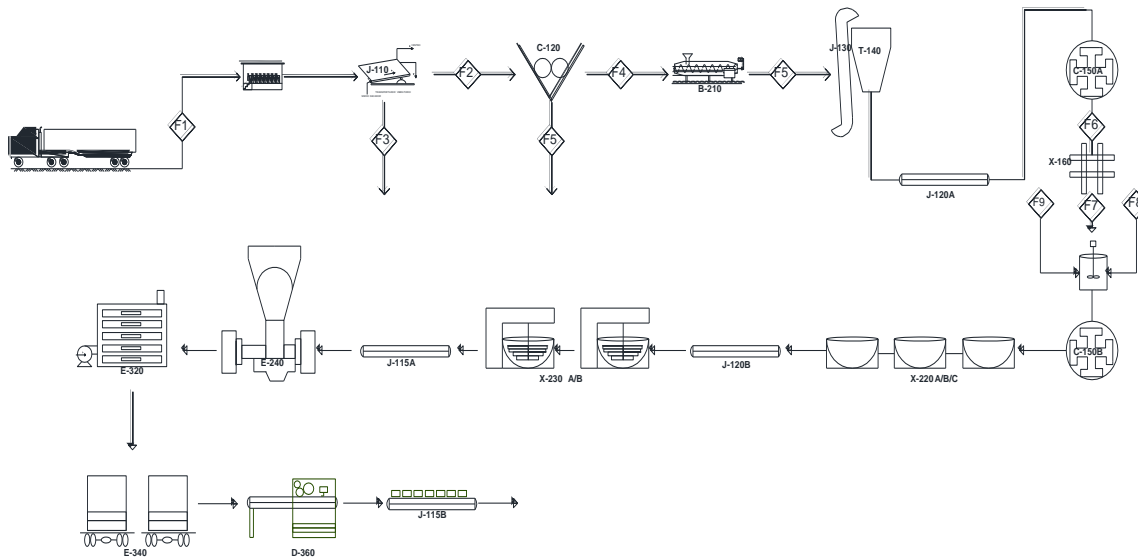 C-120
J-130
T-140
J-110
C-150A
F1
F2
F4
F5
B-210
F3
F5
F6
X-160
J-120A
F9
F7
F8
E-320
E-240
J-115A
X-230 A/B
J-120B
X-220 A/B/C
C-150B
E-340
D-360
J-115B